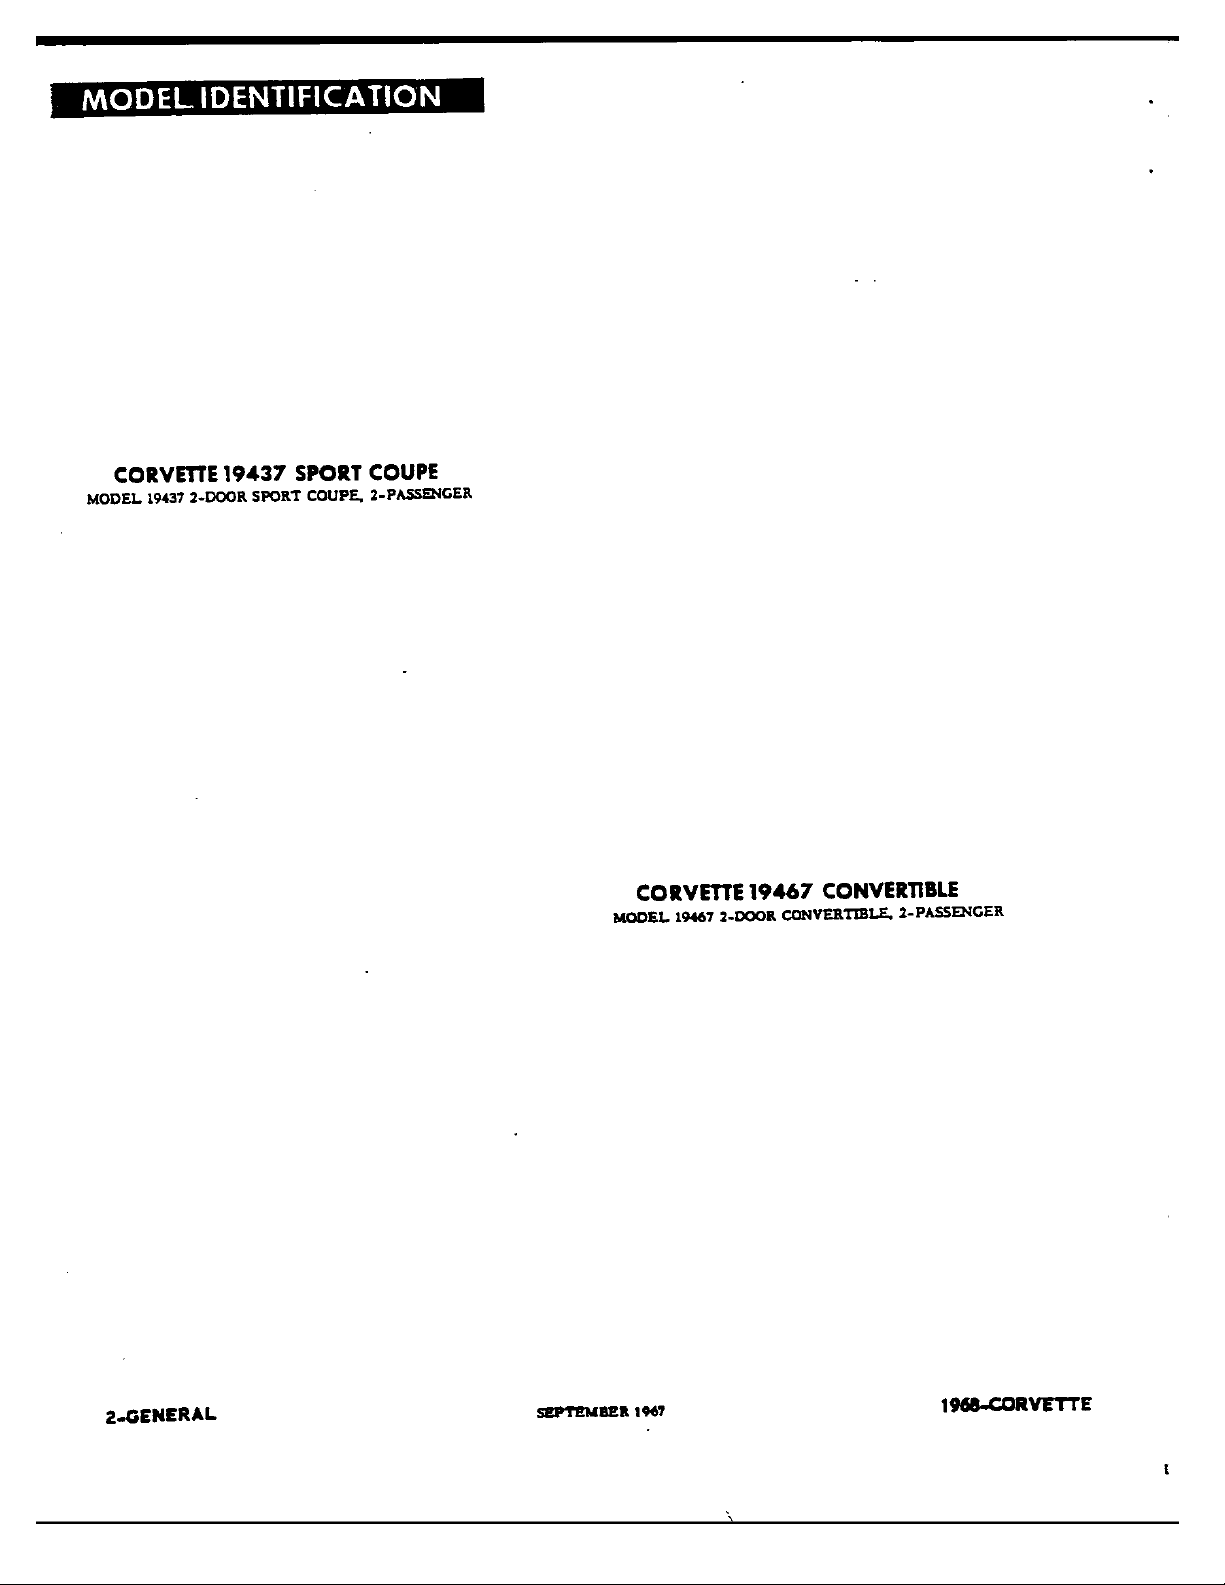 MODEL IDENTIFICATION
CORVETTE 19437 SPORT COUPE
MODEL 19437 2-DOOR SPORT COUPE, 2-PASSENGER
CORVETTE 19467 CONVERTIBLE
MODEL 19467 2-DOOR CONVERTIBLE, 2-PASSENGER
2-GENERAL
SEPTEMBER 1967
1968-CORVETTE